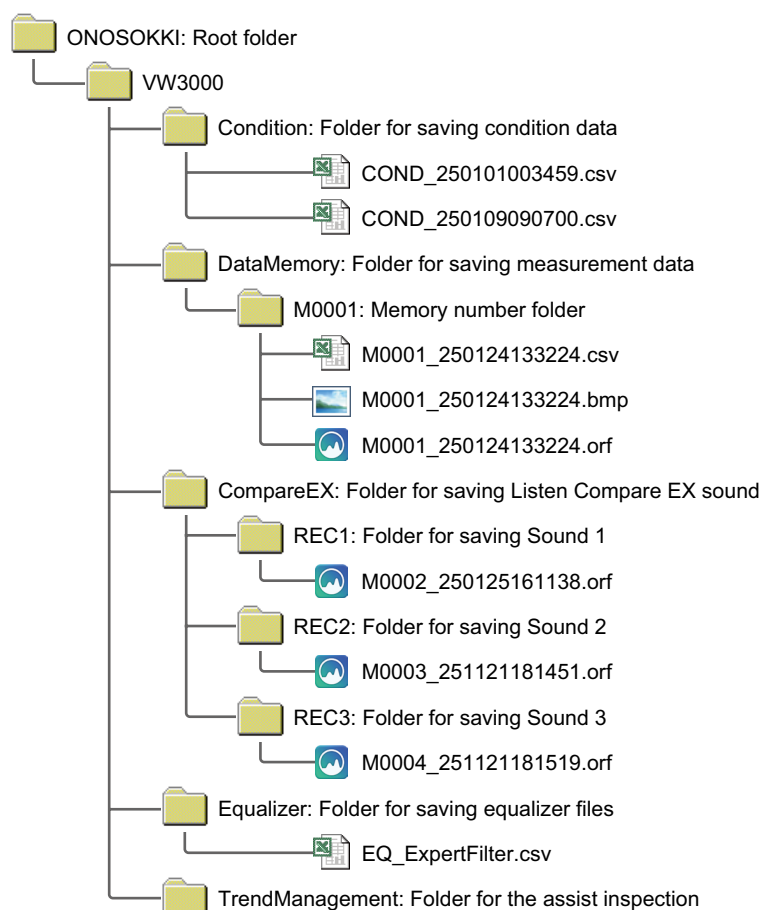 ONOSOKKI: Root folder
VW3000
Condition: Folder for saving condition data
COND_250101003459.csv
COND_250109090700.csv
DataMemory: Folder for saving measurement data
M0001: Memory number folder
M0001_250124133224.csv
M0001_250124133224.bmp
M0001_250124133224.orf
CompareEX: Folder for saving Listen Compare EX sound
REC1: Folder for saving Sound 1
M0002_250125161138.orf
REC2: Folder for saving Sound 2
M0003_251121181451.orf
REC3: Folder for saving Sound 3
M0004_251121181519.orf
Equalizer: Folder for saving equalizer files
EQ_ExpertFilter.csv
TrendManagement: Folder for the assist inspection